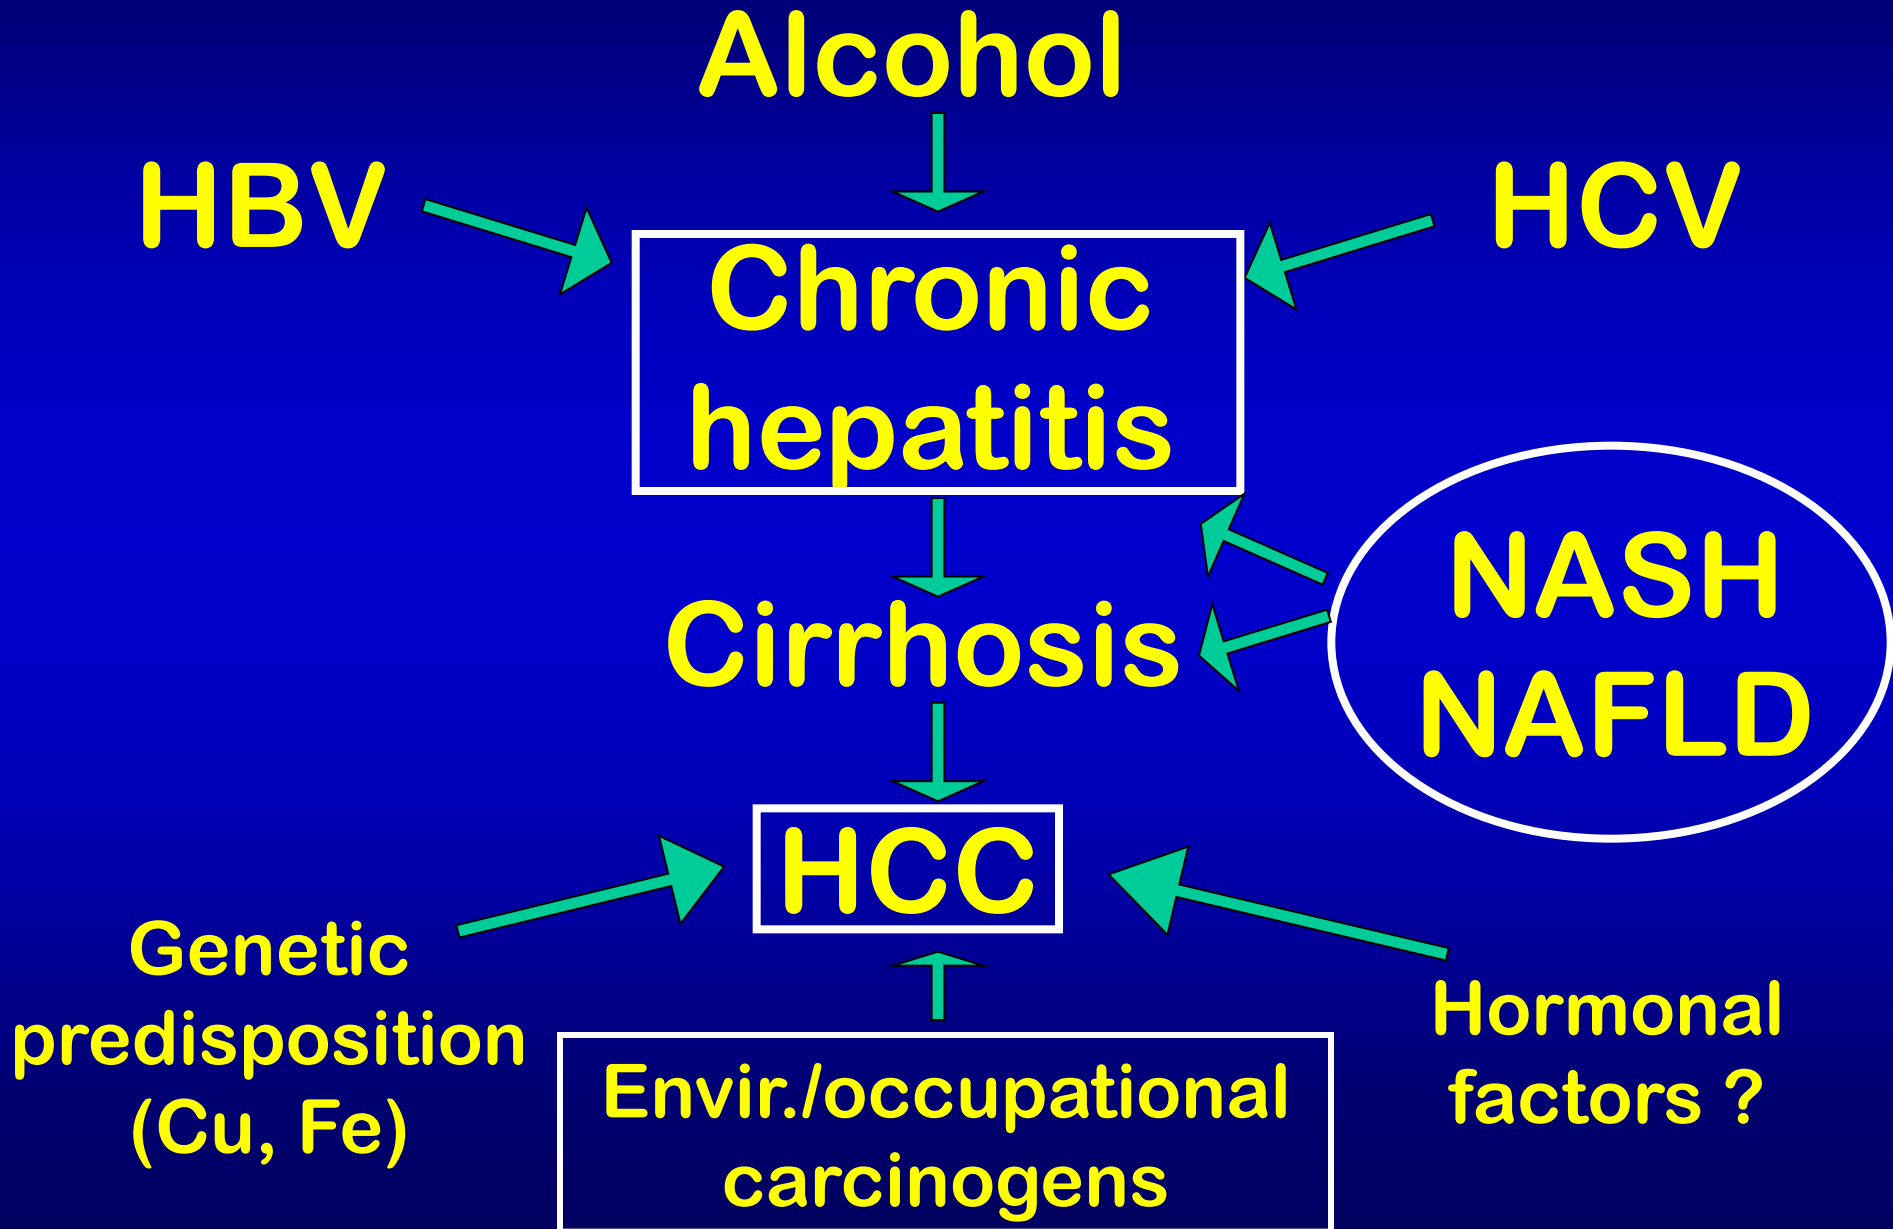 Alcohol
HBV
HCV
Chronic
hepatitis
NASH
NAFLD
Cirrhosis
HCC
Genetic
predisposition
(Cu, Fe)
Envir./occupational
carcinogens
Hormonal
factors ?